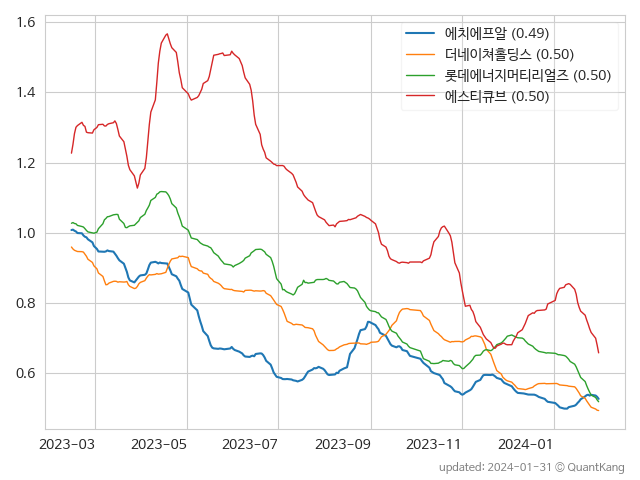 1.6
1.4
1.2
1.0
0.8
0.6
에치에프알 (0.49)
더네이쳐홀딩스 (0.50)
롯데에너지머티리얼즈 (0.50)
에스티큐브 (0.50)
2023-03 2023-05 2023-07 2023-09 2023-11 2024-01
updated: 2024-01-31 © QuantKang